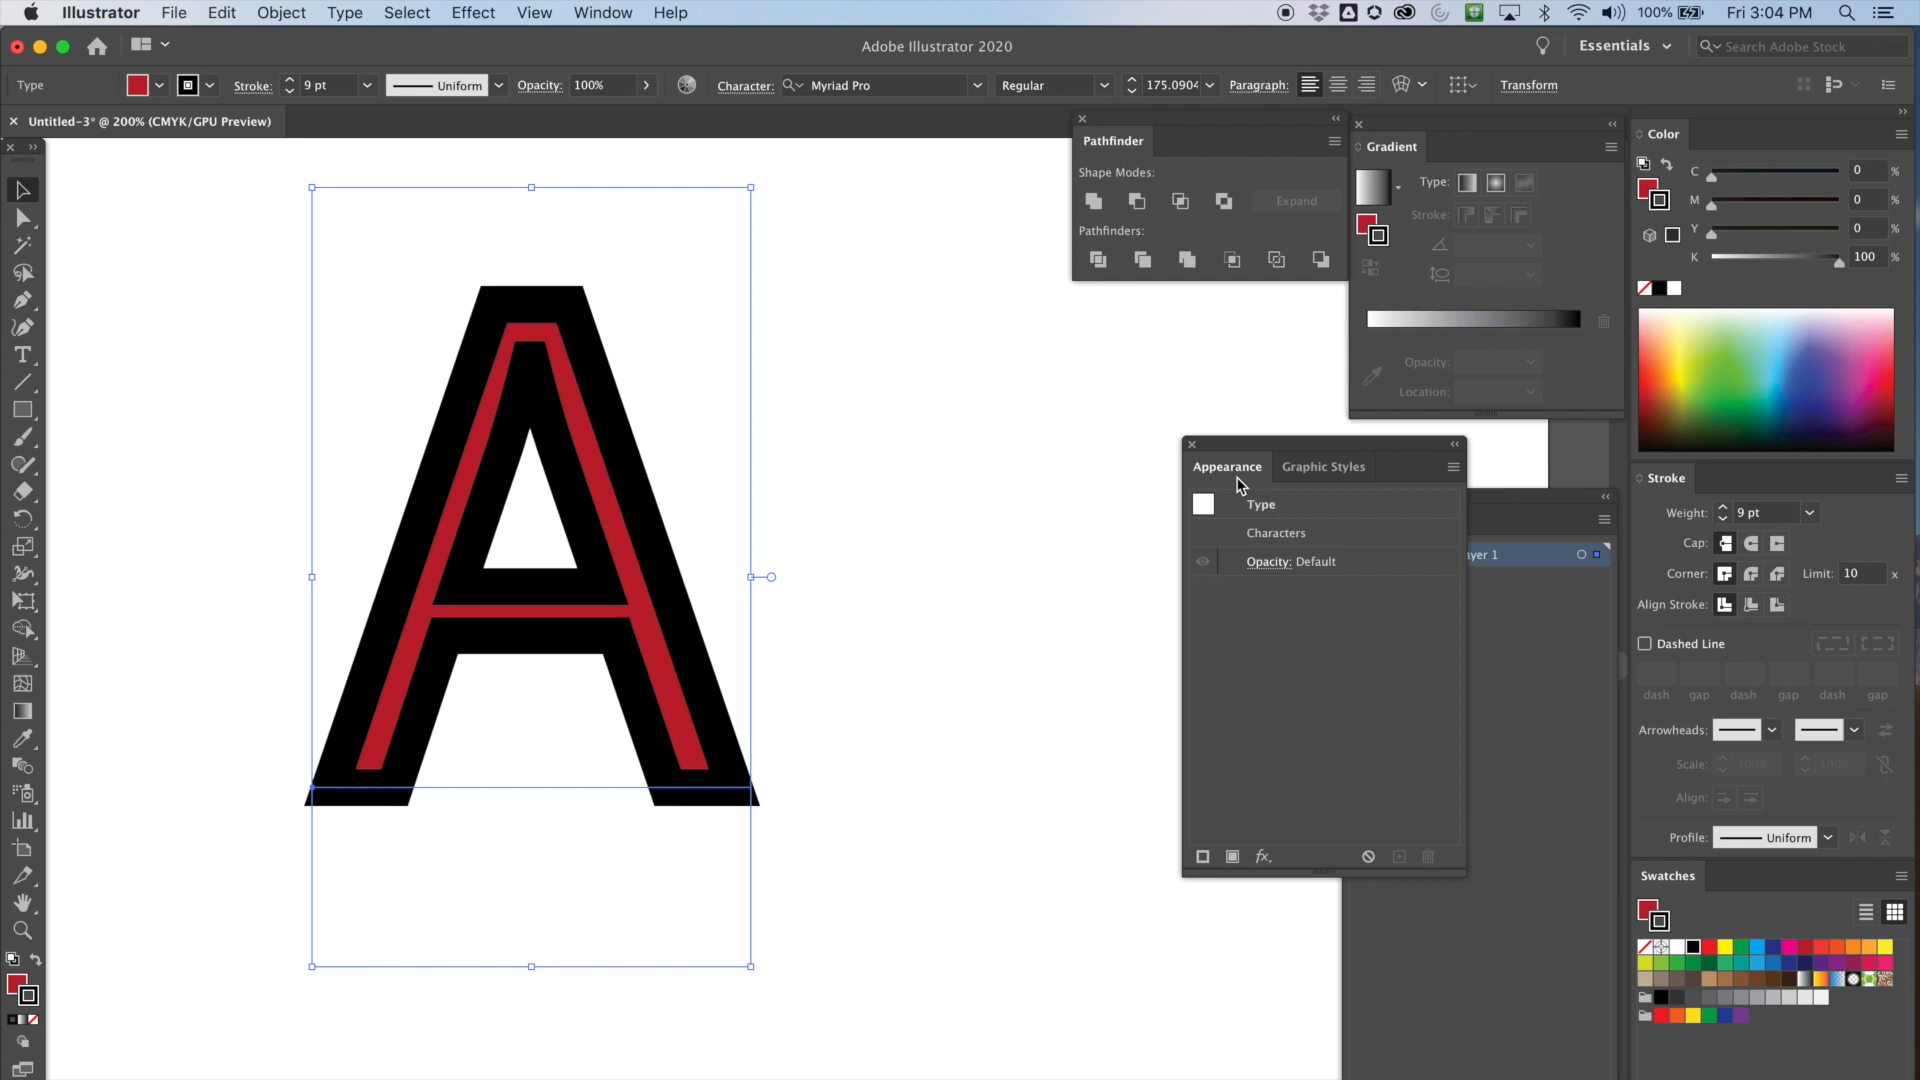 Illustrator File Edit Object Type Select Effect View Window Help 100% Fri 3:04 PM
Adobe Illustrator 2020 Essentials Search Adobe Stock
Type Stroke: 9 pt Uniform Opacity: 100% Character: Myriad Pro Regular 175.0904 Paragraph: Transform
Untitled-3* @ 200% (CMYK/GPU Preview)
A
Pathfinder
Shape Modes:
Expand
Pathfinders:
Gradient
Type:
Stroke:
Opacity:
Location:
Appearance Graphic Styles
Type
Characters
Opacity: Default
fx.
ayer 1
Color
C 0 %
M 0 %
Y 0 %
K 100 %
Stroke
Weight: 9 pt
Cap:
Corner: Limit: 10 x
Align Stroke:
Dashed Line
dash gap dash gap dash gap
Arrowheads:
Scale: 100% 100%
Align:
Profile: Uniform
Swatches